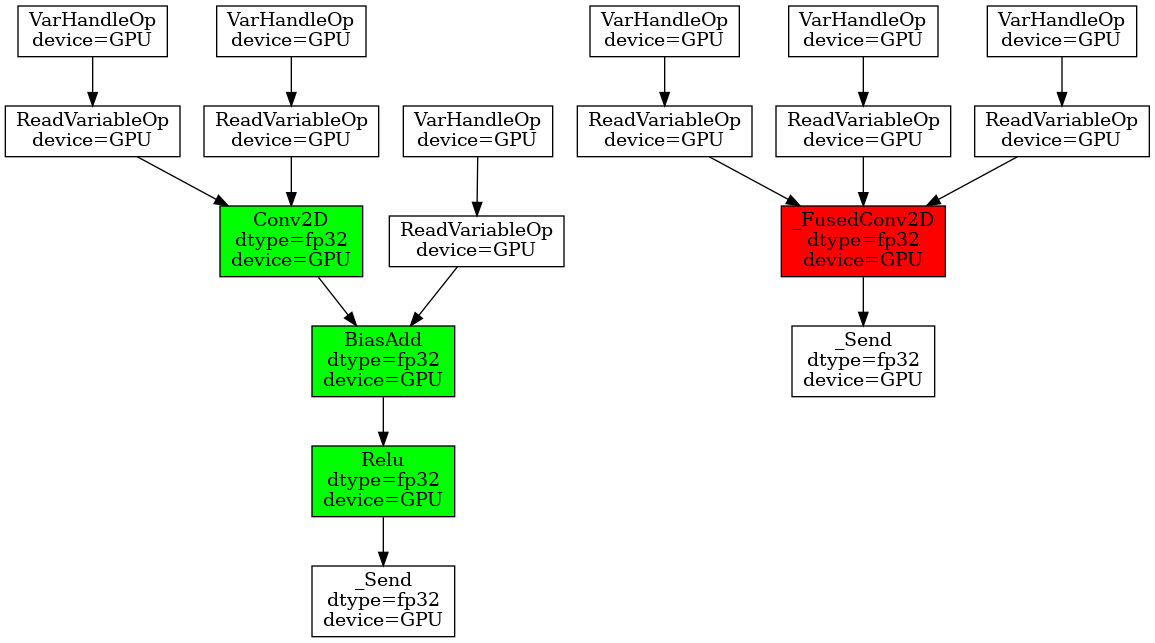 VarHandleOp
device=GPU
VarHandleOp
device=GPU
ReadVariableOp
device=GPU
ReadVariableOp
device=GPU
VarHandleOp
device=GPU
Conv2D
dtype=fp32
device=GPU
ReadVariableOp
device=GPU
BiasAdd
dtype=fp32
device=GPU
Relu
dtype=fp32
device=GPU
_Send
dtype=fp32
device=GPU
VarHandleOp
device=GPU
VarHandleOp
device=GPU
VarHandleOp
device=GPU
ReadVariableOp
device=GPU
ReadVariableOp
device=GPU
ReadVariableOp
device=GPU
_FusedConv2D
dtype=fp32
device=GPU
_Send
dtype=fp32
device=GPU